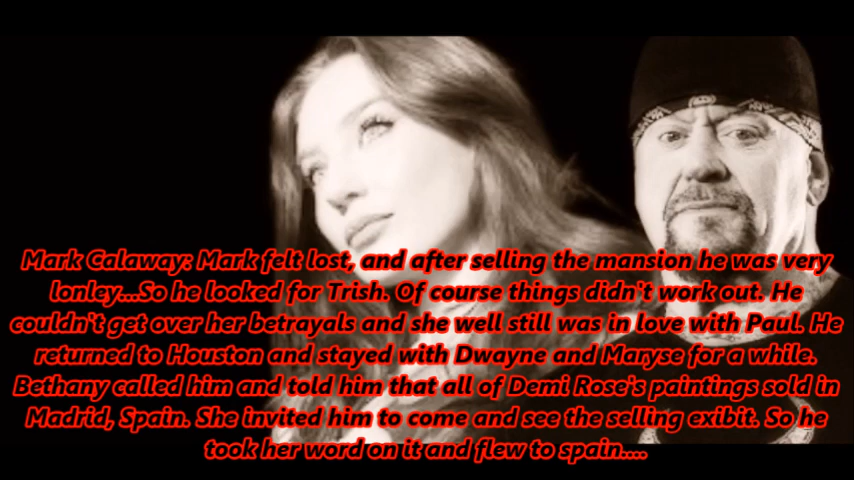 Mark Calaway: Mark felt lost, and after selling the mansion he was very
lonley...So he looked for Trish. Of course things didn't work out. He
couldn't get over her betrayals and she well still was in love with Paul. He
returned to Houston and stayed with Dwayne and Maryse for a while.
Bethany called him and told him that all of Demi Rose's paintings sold in
Madrid, Spain. She invited him to come and see the selling exibit. So he
took her word on it and flew to spain....